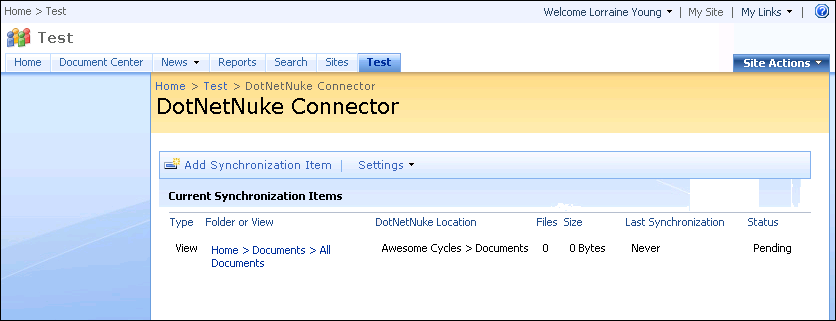 Home > Test Welcome Lorraine Young | My Site | My Links |
Test
Home Document Center News Reports Search Sites Test Site Actions
Home > Test > DotNetNuke Connector
DotNetNuke Connector
Add Synchronization Item | Settings
Current Synchronization Items
Type Folder or View DotNetNuke Location Files Size Last Synchronization Status
View Home > Documents > All Awesome Cycles > Documents 0 0 Bytes Never Pending
Documents